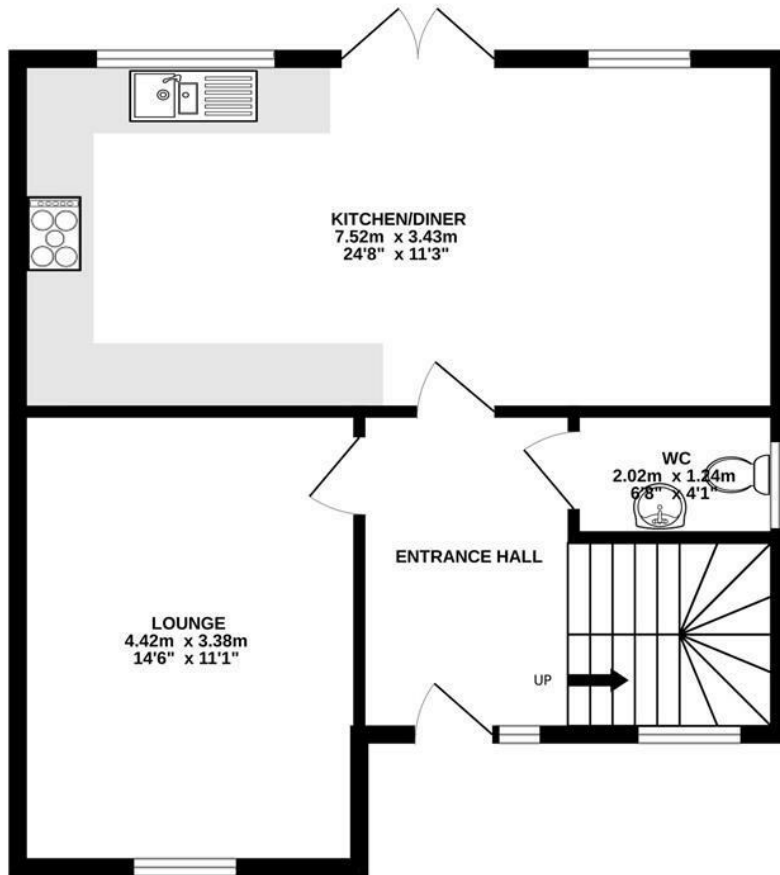 KITCHEN/DINER
7.52m x 3.43m
24'8" x 11'3"
WC
2.02m x 1.24m
6'8" x 4'1"
ENTRANCE HALL
LOUNGE
4.42m x 3.38m
14'6" x 11'1"
UP